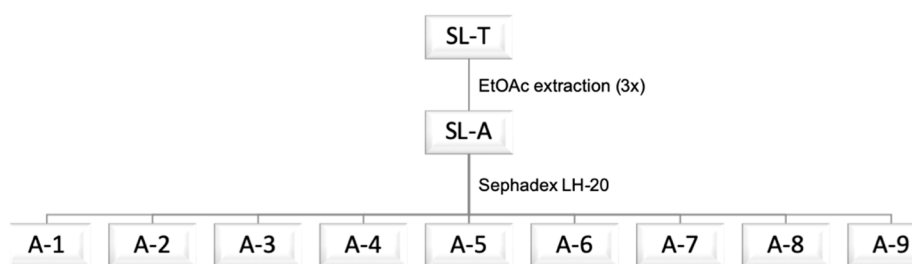 SL-T
EtOAc extraction (3x)
SL-A
Sephadex LH-20
A-1 A-2 A-3 A-4 A-5 A-6 A-7 A-8 A-9